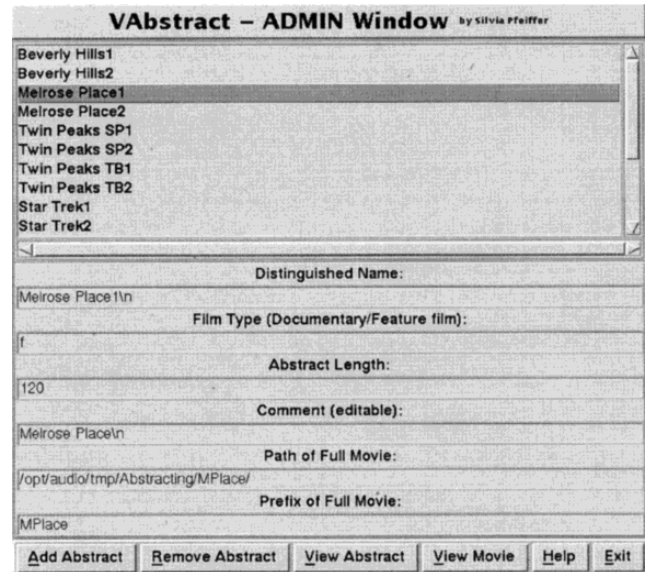 VAbstract – ADMIN Window by Silvia Pfeiffer
Beverly Hills1
Beverly Hills2
Melrose Place1
Melrose Place2
Twin Peaks SP1
Twin Peaks SP2
Twin Peaks TB1
Twin Peaks TB2
Star Trek1
Star Trek2
Distinguished Name:
Melrose Place1\n
Film Type (Documentary/Feature film):
f
Abstract Length:
120
Comment (editable):
Melrose Place\n
Path of Full Movie:
/opt/audio/tmp/Abstracting/MPlace/
Prefix of Full Movie:
MPlace
Add Abstract Remove Abstract View Abstract View Movie Help Exit